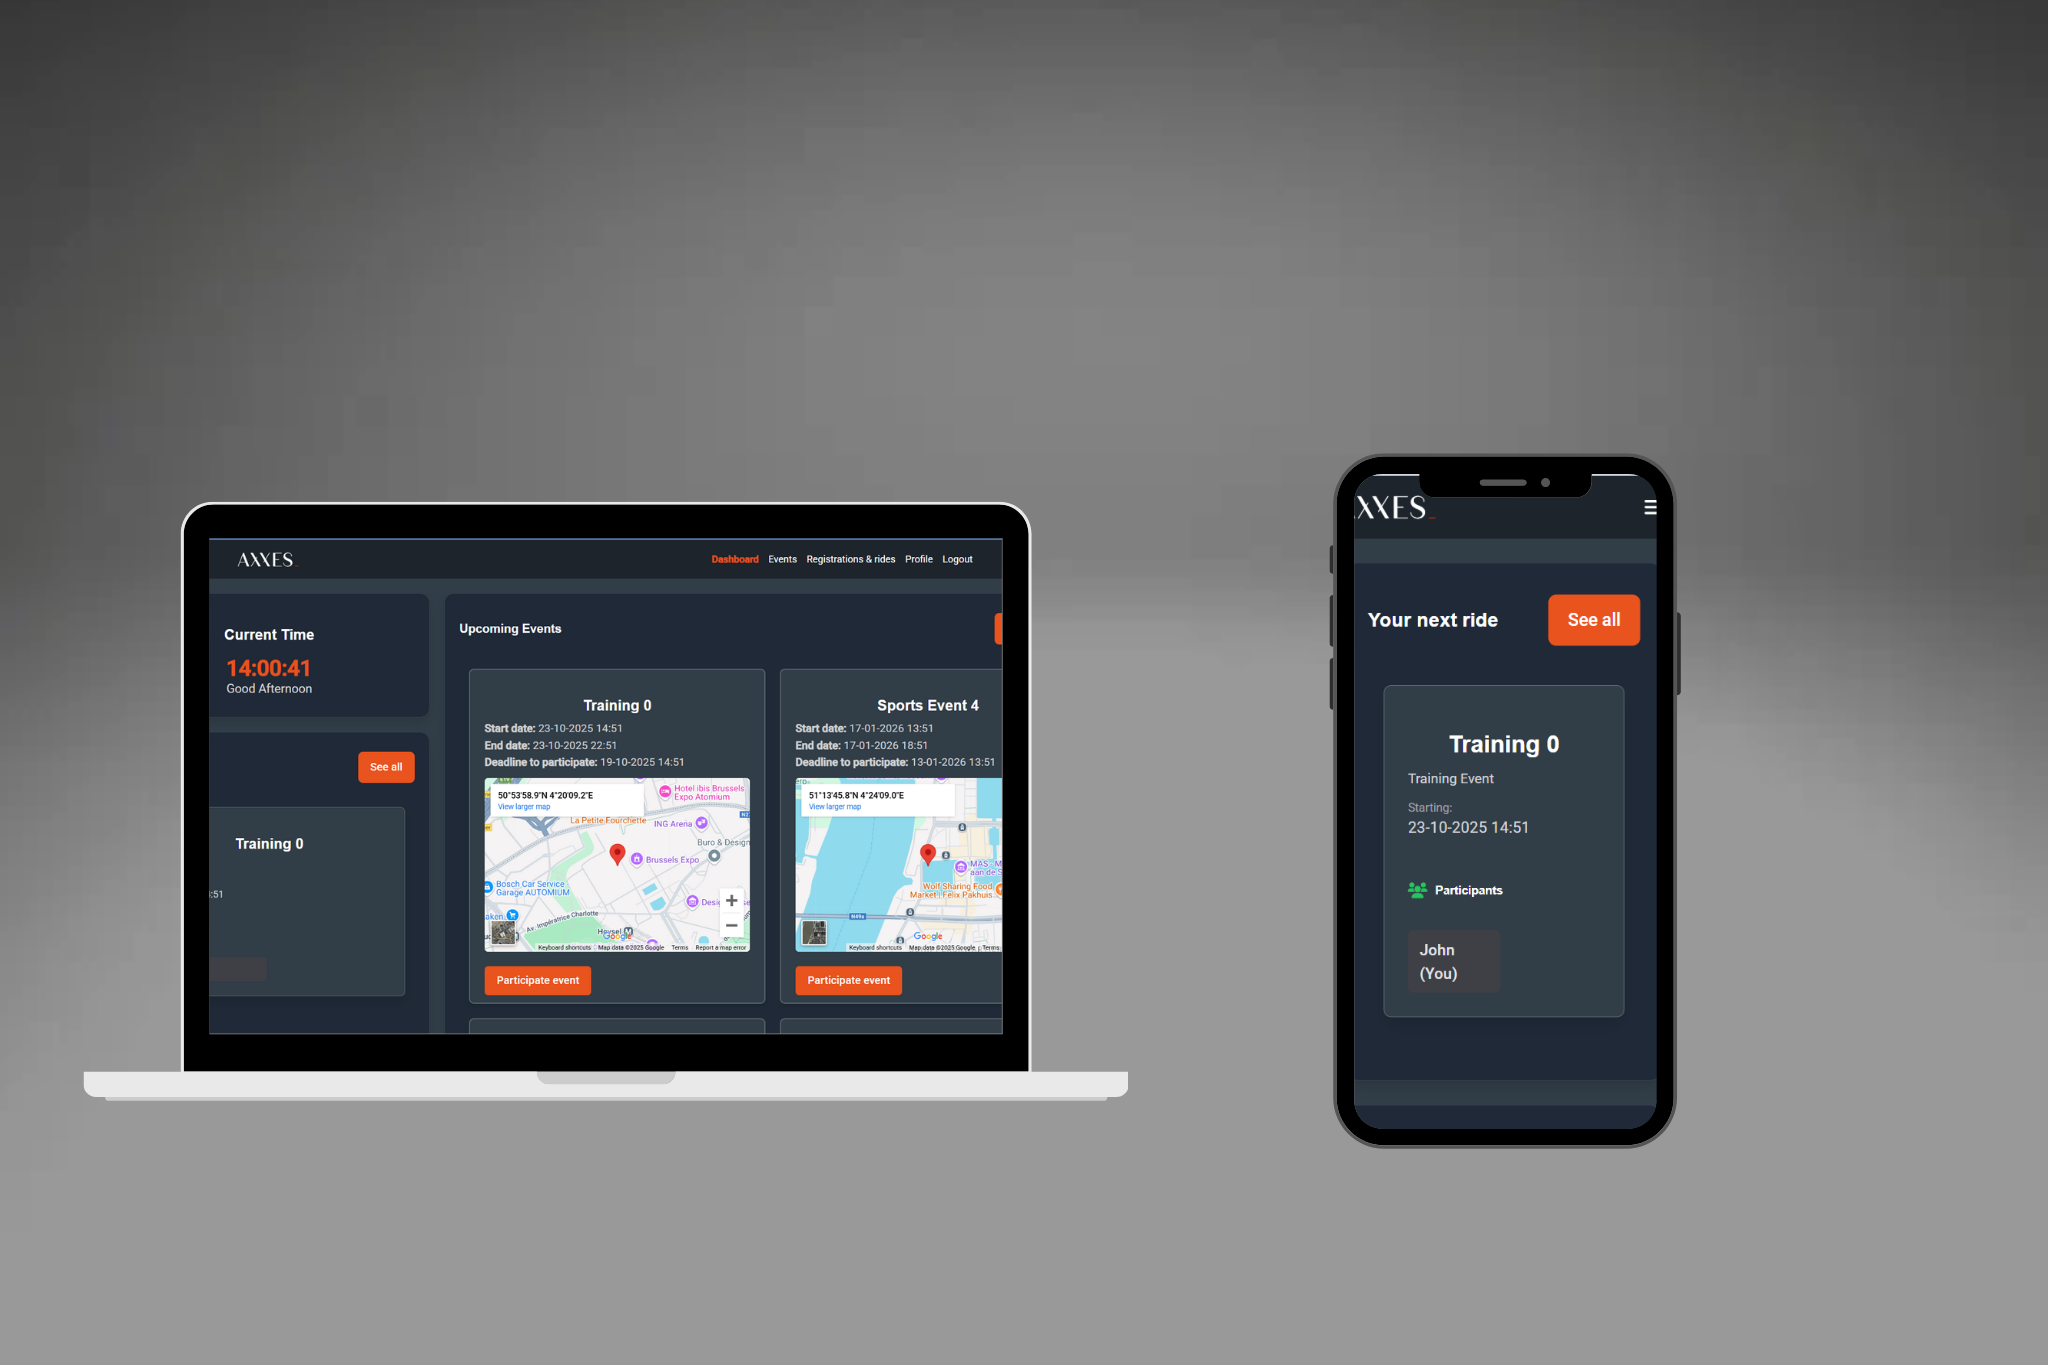 AXXES_
Dashboard Events Registrations & rides Profile Logout
Current Time
14:00:41
Good Afternoon
See all
Training 0
:51
Upcoming Events
Training 0
Start date: 23-10-2025 14:51
End date: 23-10-2025 22:51
Deadline to participate: 19-10-2025 14:51
50°53'58.9"N 4°20'09.2"E
View larger map
Hotel ibis Brussels
Expo Atomium
La Petite Fourchette
ING Arena
Buro & Design
Brussels Expo
Bosch Car Service -
Garage AUTOMIUM
Av. Impératrice Charlotte
Heysel
Google
Keyboard shortcuts Map data ©2025 Google Terms Report a map error
Participate event
Sports Event 4
Start date: 17-01-2026 13:51
End date: 17-01-2026 18:51
Deadline to participate: 13-01-2026 13:51
51°13'45.8"N 4°24'09.0"E
View larger map
MAS - M
aan de S
Wolf Sharing Food
Market | Felix Pakhuis
Google
Keyboard shortcuts Map data ©2025 Google Terms
Participate event
AXXES_
Your next ride
See all
Training 0
Training Event
Starting:
23-10-2025 14:51
Participants
John
(You)